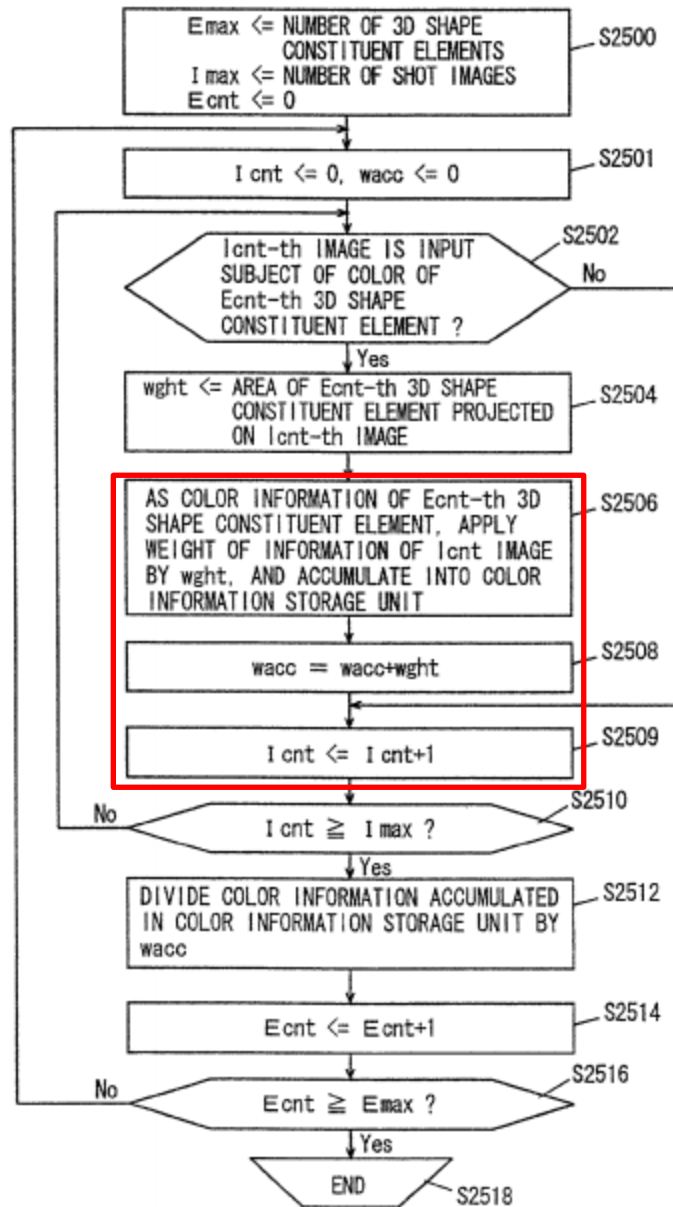 Emax <= NUMBER OF 3D SHAPE
CONSTITUENT ELEMENTS
Imax <= NUMBER OF SHOT IMAGES
Ecnt <= 0
S2500
Icnt <= 0, wacc <= 0
S2501
Icnt-th IMAGE IS INPUT
SUBJECT OF COLOR OF
Ecnt-th 3D SHAPE
CONSTITUENT ELEMENT ?
S2502
No
Yes
wght <= AREA OF Ecnt-th 3D SHAPE
CONSTITUENT ELEMENT PROJECTED
ON Icnt-th IMAGE
S2504
AS COLOR INFORMATION OF Ecnt-th 3D
SHAPE CONSTITUENT ELEMENT, APPLY
WEIGHT OF INFORMATION OF Icnt IMAGE
BY wght, AND ACCUMULATE INTO COLOR
INFORMATION STORAGE UNIT
S2506
wacc = wacc+wght
S2508
Icnt <= Icnt+1
S2509
No
Icnt ≧ Imax ?
S2510
Yes
DIVIDE COLOR INFORMATION ACCUMULATED
IN COLOR INFORMATION STORAGE UNIT BY
wacc
S2512
Ecnt <= Ecnt+1
S2514
No
Ecnt ≧ Emax ?
S2516
Yes
END
S2518